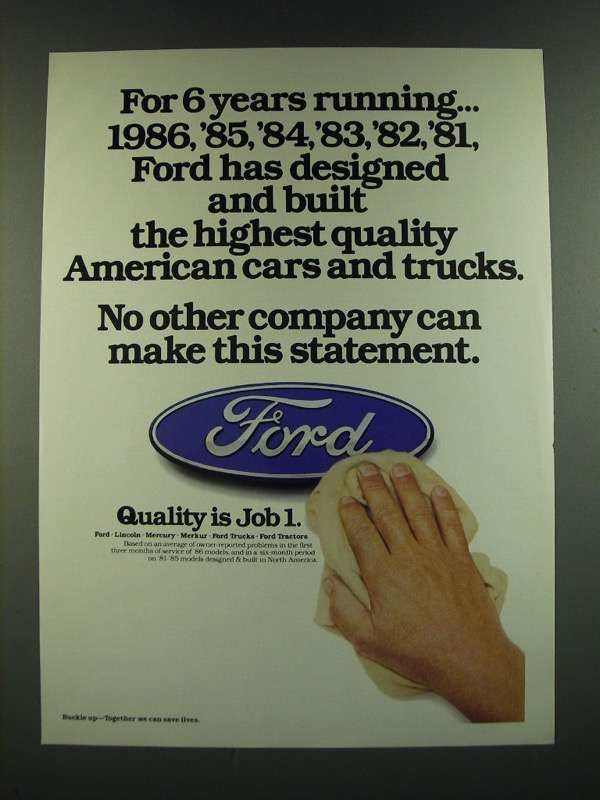 For 6 years running...
1986,'85,'84,'83,'82,'81,
Ford has designed
and built
the highest quality
American cars and trucks.
No other company can
make this statement.
Ford
Quality is Job 1.
Ford · Lincoln · Mercury · Merkur · Ford Trucks · Ford Tractors
Based on an average of owner-reported problems in the first
three months of service of '86 models, and in a six-month period
on '81-'85 models designed & built in North America.
Buckle up—Together we can save lives.